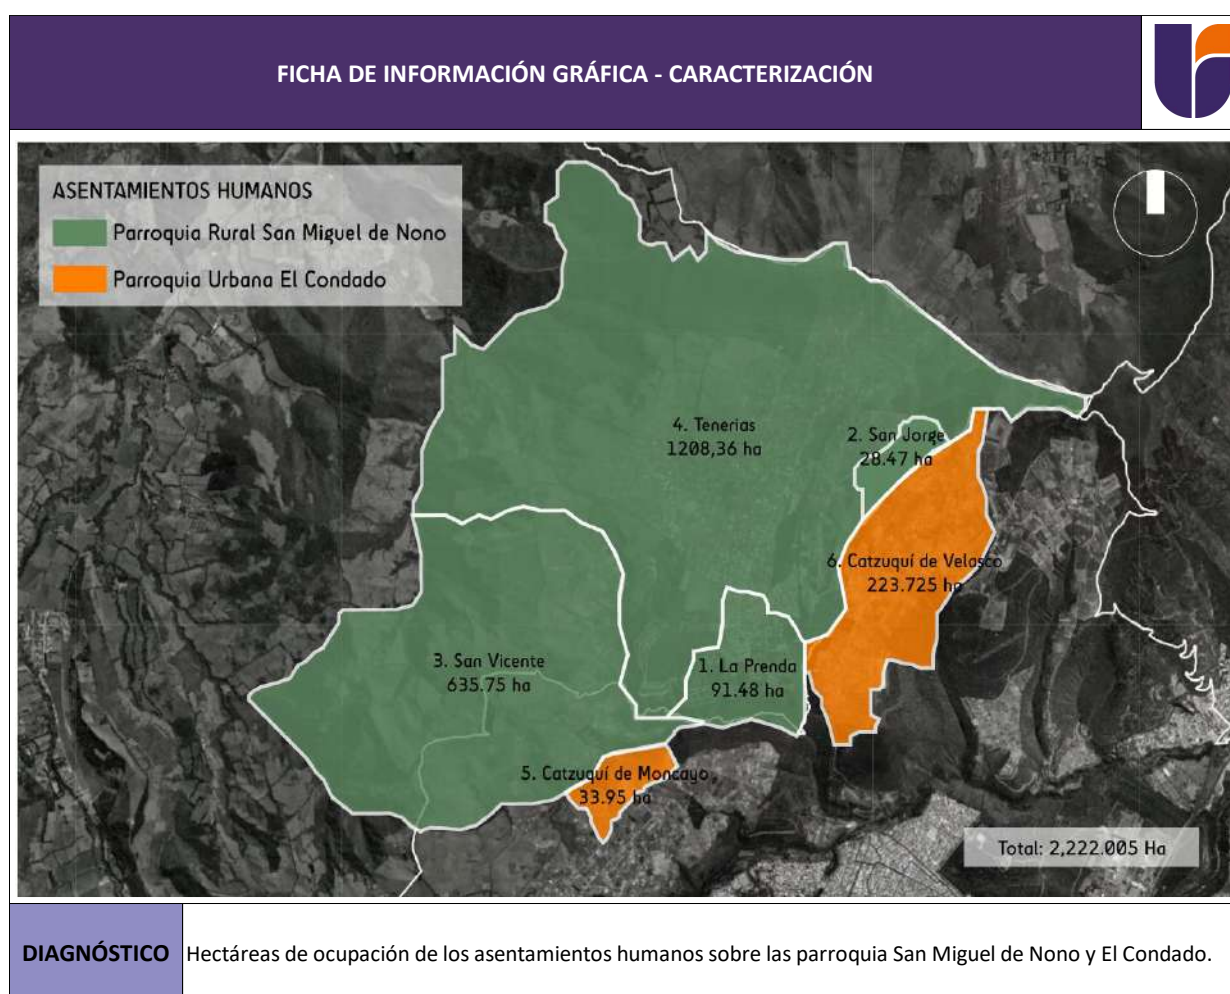 FICHA DE INFORMACIÓN GRÁFICA - CARACTERIZACIÓN
ASENTAMIENTOS HUMANOS
Parroquia Rural San Miguel de Nono
Parroquia Urbana El Condado
4. Tenerias
1208,36 ha
2. San Jorge
28.47 ha
6. Catzuquí de Velasco
223.725 ha
3. San Vicente
635.75 ha
1. La Prenda
91.48 ha
5. Catzuquí de Moncayo
33.95 ha
Total: 2,222.005 Ha
DIAGNÓSTICO
Hectáreas de ocupación de los asentamientos humanos sobre las parroquia San Miguel de Nono y El Condado.